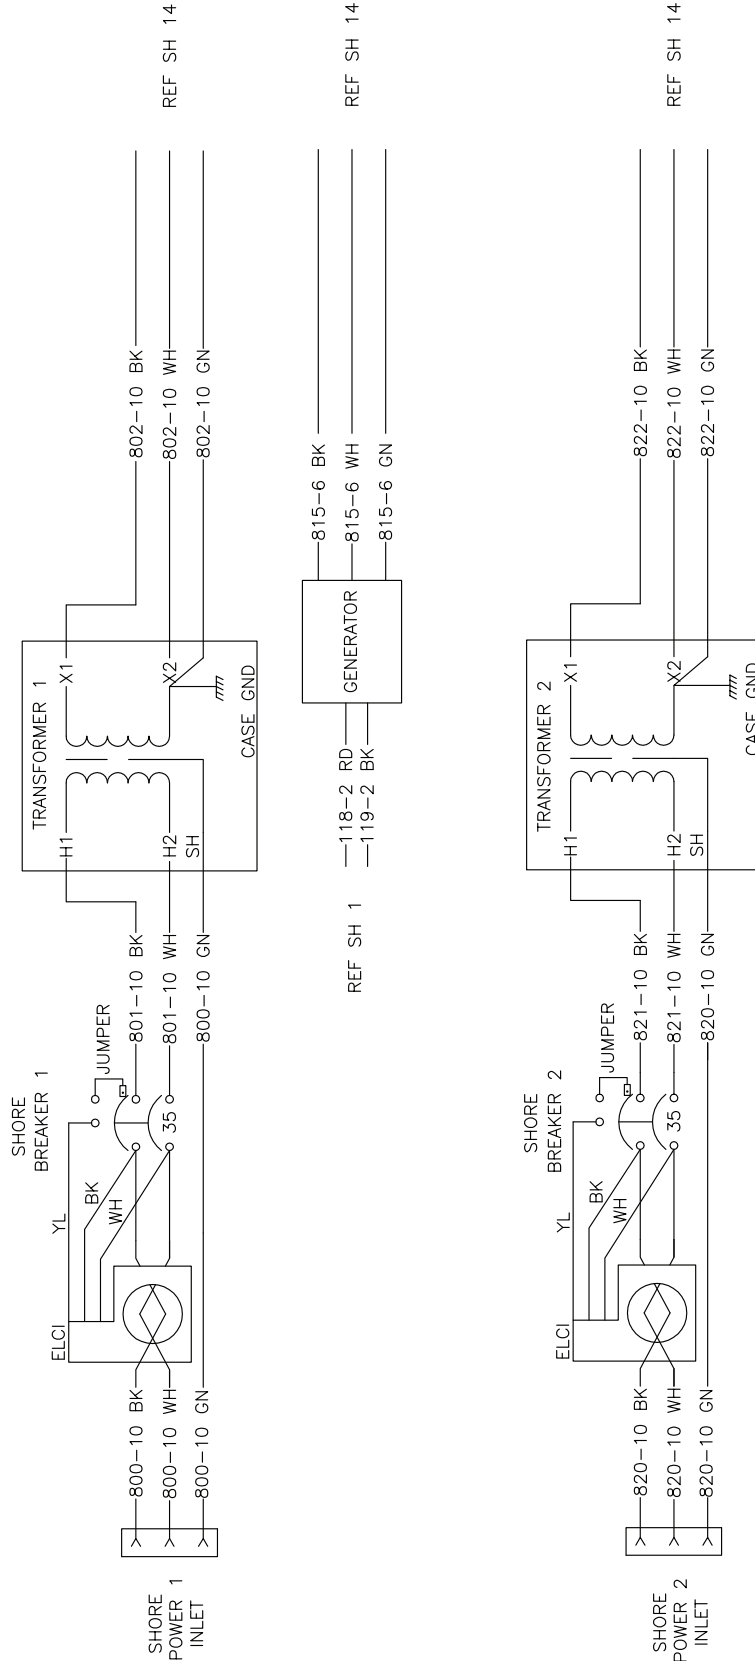 SHORE
POWER 1
INLET
800-10 BK
800-10 WH
800-10 GN
ELCI
YL
BK
WH
SHORE
BREAKER 1
35
JUMPER
801-10 BK
801-10 WH
800-10 GN
TRANSFORMER 1
H1
H2
SH
X1
X2
CASE GND
802-10 BK
802-10 WH
802-10 GN
REF SH 14
REF SH 1
118-2 RD
119-2 BK
GENERATOR
815-6 BK
815-6 WH
815-6 GN
REF SH 14
SHORE
POWER 2
INLET
820-10 BK
820-10 WH
820-10 GN
ELCI
YL
BK
WH
SHORE
BREAKER 2
35
JUMPER
821-10 BK
821-10 WH
820-10 GN
TRANSFORMER 2
H1
H2
SH
X1
X2
CASE GND
822-10 BK
822-10 WH
822-10 GN
REF SH 14